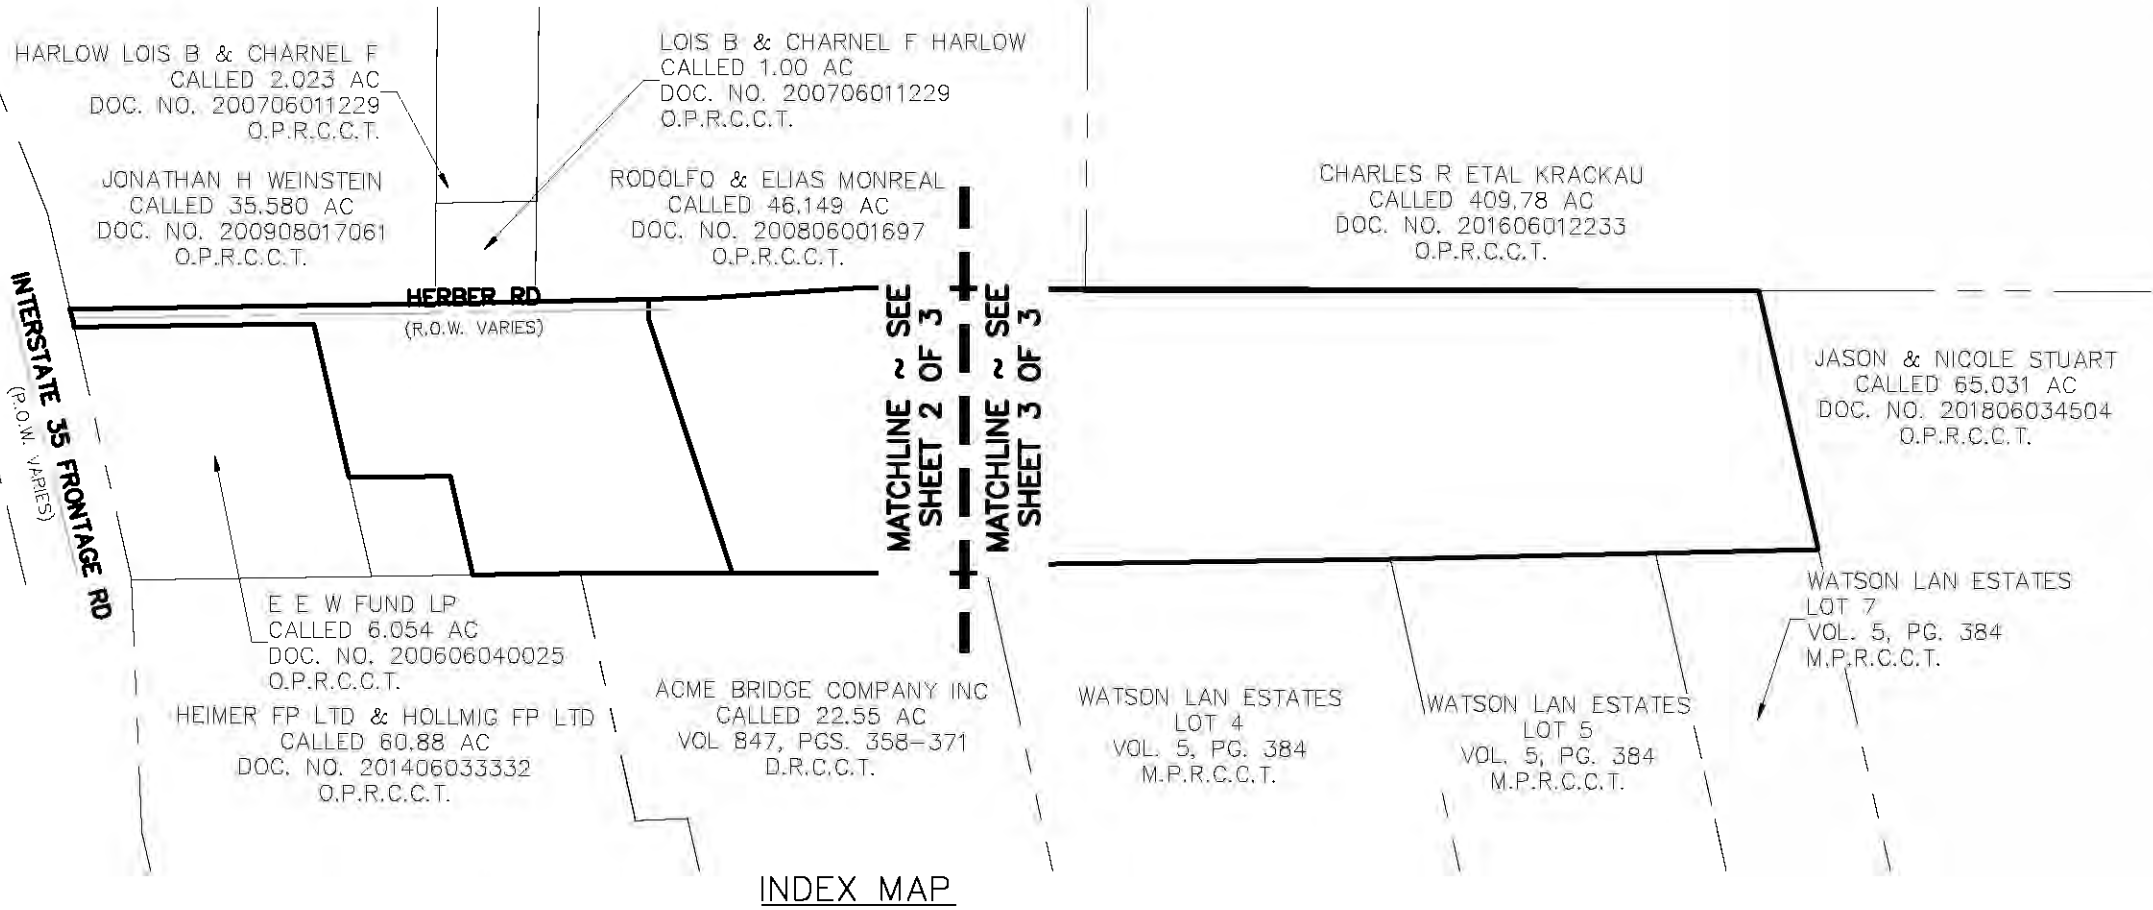 HARLOW LOIS B & CHARNEL F
CALLED 2.023 AC
DOC. NO. 200706011229
O.P.R.C.C.T.
LOIS B & CHARNEL F HARLOW
CALLED 1.00 AC
DOC. NO. 200706011229
O.P.R.C.C.T.
JONATHAN H WEINSTEIN
CALLED 35.580 AC
DOC. NO. 200908017061
O.P.R.C.C.T.
RODOLFO & ELIAS MONREAL
CALLED 46.149 AC
DOC. NO. 200806001697
O.P.R.C.C.T.
CHARLES R ETAL KRACKAU
CALLED 409.78 AC
DOC. NO. 201606012233
O.P.R.C.C.T.
HERBER RD
(R.O.W. VARIES)
INTERSTATE 35 FRONTAGE RD
(R.O.W. VARIES)
MATCHLINE ~ SEE
SHEET 2 OF 3
MATCHLINE ~ SEE
SHEET 3 OF 3
JASON & NICOLE STUART
CALLED 65.031 AC
DOC. NO. 201806034504
O.P.R.C.C.T.
E E W FUND LP
CALLED 6.054 AC
DOC. NO. 200606040025
O.P.R.C.C.T.
HEIMER FP LTD & HOLLMIG FP LTD
CALLED 60.88 AC
DOC. NO. 201406033332
O.P.R.C.C.T.
ACME BRIDGE COMPANY INC
CALLED 22.55 AC
VOL 847, PGS. 358-371
D.R.C.C.T.
WATSON LAN ESTATES
LOT 4
VOL. 5, PG. 384
M.P.R.C.C.T.
WATSON LAN ESTATES
LOT 5
VOL. 5, PG. 384
M.P.R.C.C.T.
WATSON LAN ESTATES
LOT 7
VOL. 5, PG. 384
M.P.R.C.C.T.
INDEX MAP